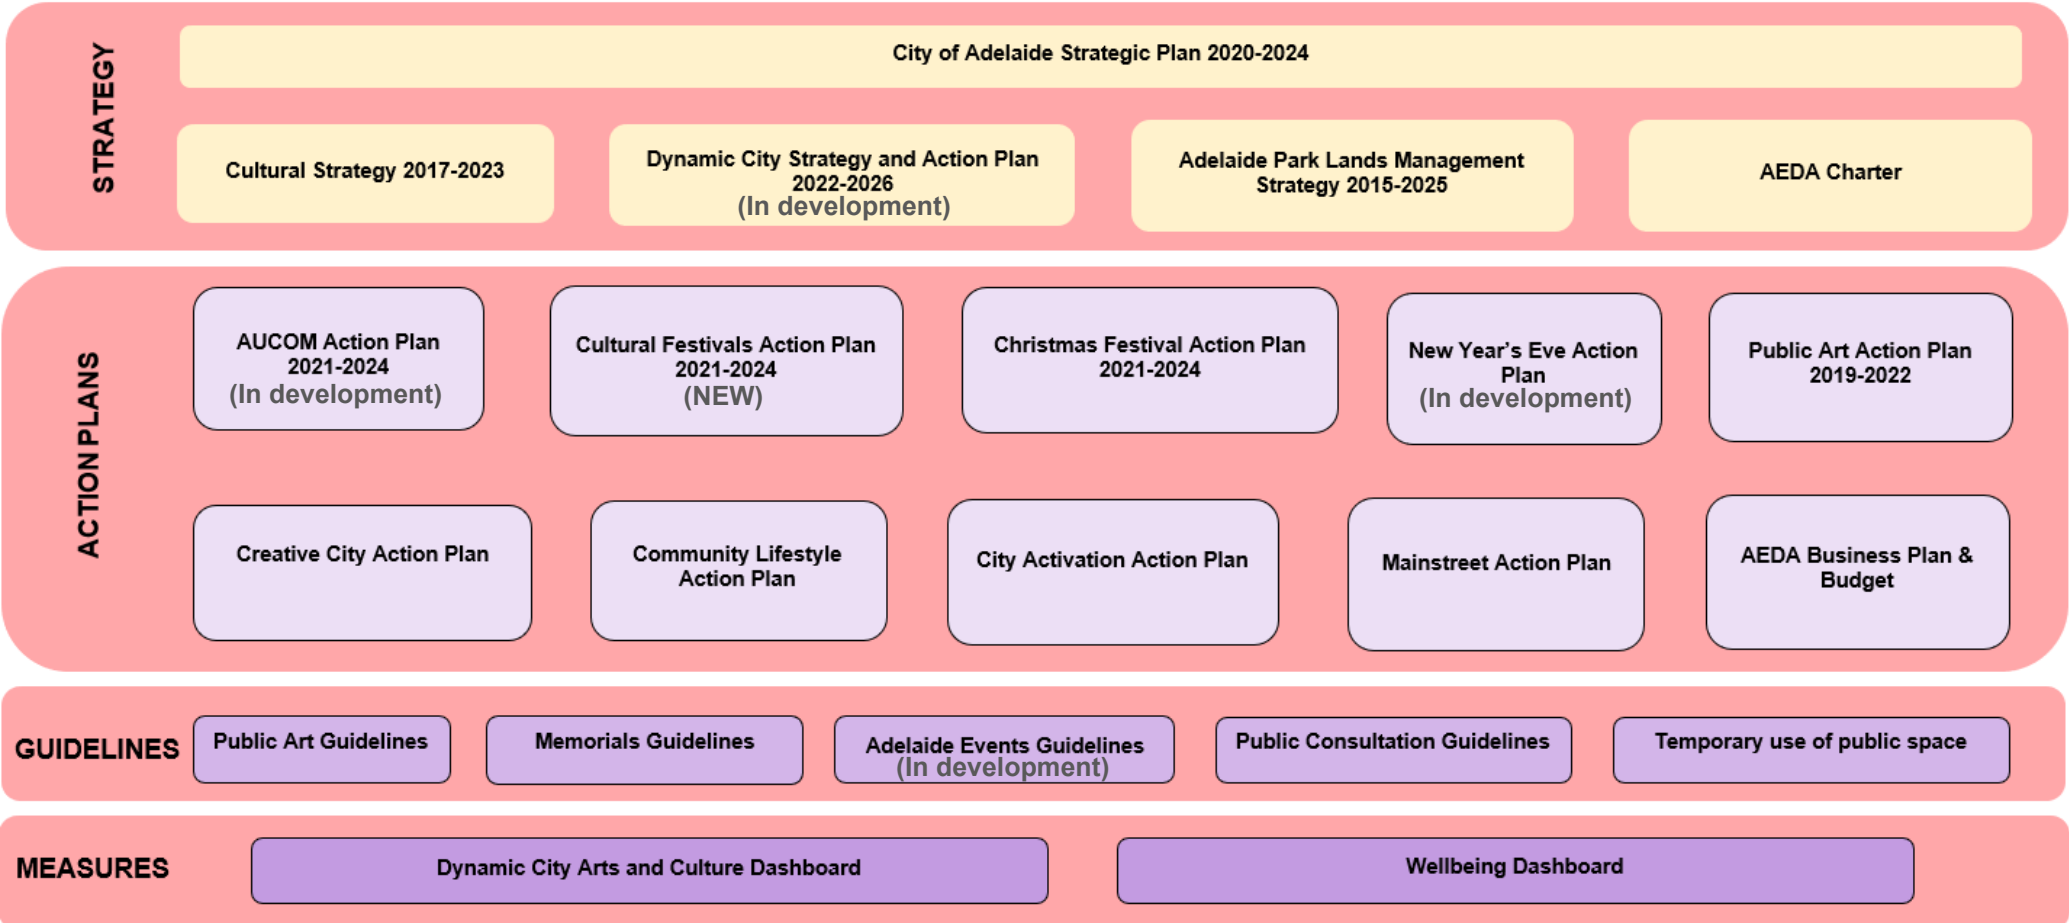 STRATEGY
City of Adelaide Strategic Plan 2020-2024
Cultural Strategy 2017-2023
Dynamic City Strategy and Action Plan
2022-2026
(In development)
Adelaide Park Lands Management
Strategy 2015-2025
AEDA Charter
ACTION PLANS
AUCOM Action Plan
2021-2024
(In development)
Cultural Festivals Action Plan
2021-2024
(NEW)
Christmas Festival Action Plan
2021-2024
New Year’s Eve Action
Plan
(In development)
Public Art Action Plan
2019-2022
Creative City Action Plan
Community Lifestyle
Action Plan
City Activation Action Plan
Mainstreet Action Plan
AEDA Business Plan &
Budget
GUIDELINES
Public Art Guidelines
Memorials Guidelines
Adelaide Events Guidelines
(In development)
Public Consultation Guidelines
Temporary use of public space
MEASURES
Dynamic City Arts and Culture Dashboard
Wellbeing Dashboard